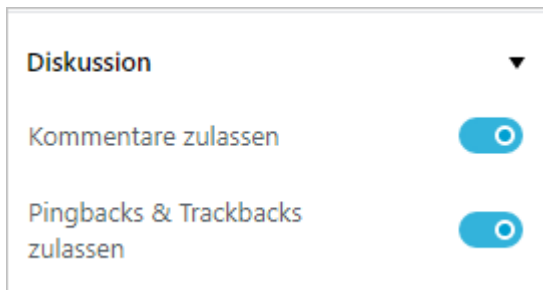 Diskussion
Kommentare zulassen
Pingbacks & Trackbacks
zulassen